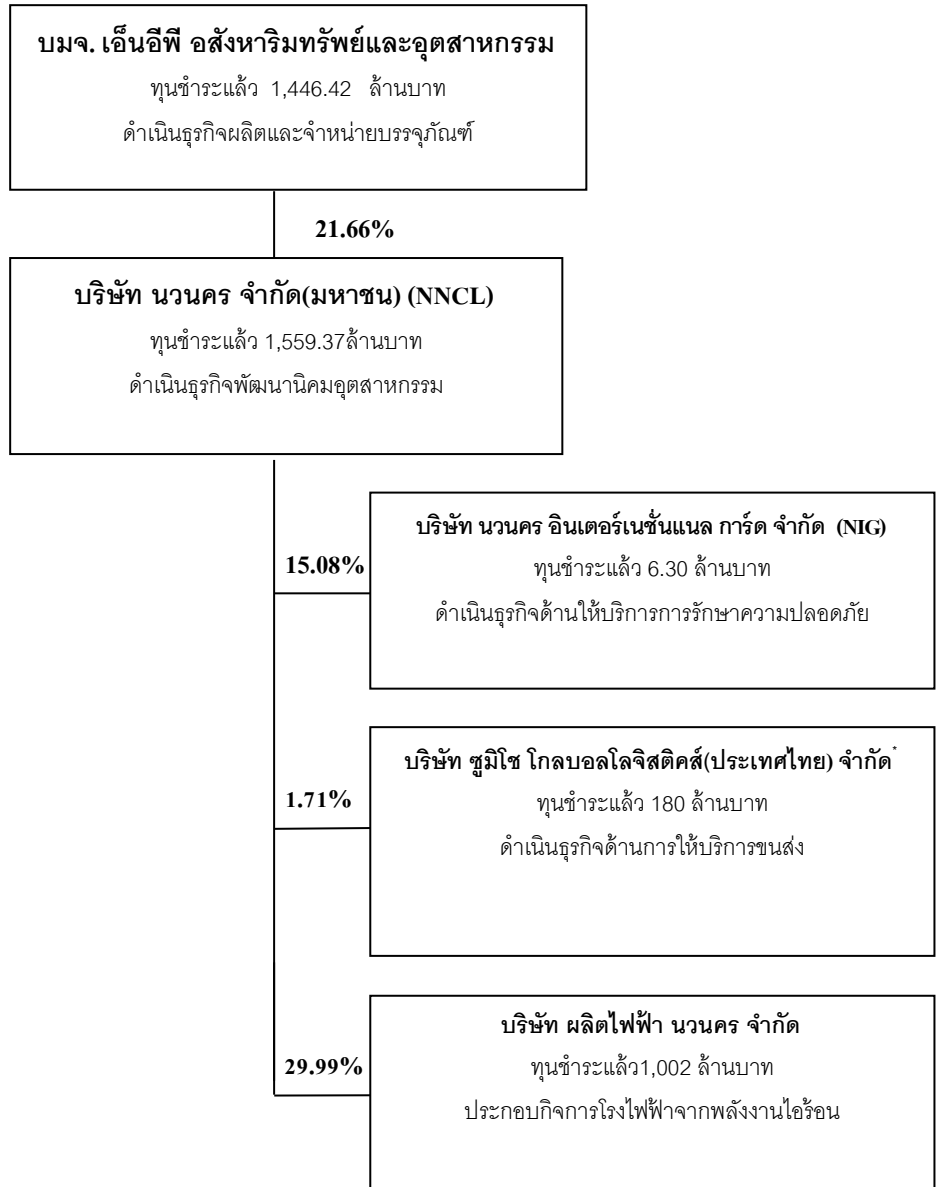 บมจ. เอ็นอีพี อสังหาริมทรัพย์และอุตสาหกรรม
ทุนชำระแล้ว 1,446.42 ล้านบาท
ดำเนินธุรกิจผลิตและจำหน่ายบรรจุภัณฑ์
21.66%
บริษัท นวนคร จำกัด(มหาชน) (NNCL)
ทุนชำระแล้ว 1,559.37ล้านบาท
ดำเนินธุรกิจพัฒนานิคมอุตสาหกรรม
15.08%
บริษัท นวนคร อินเตอร์เนชั่นแนล การ์ด จำกัด (NIG)
ทุนชำระแล้ว 6.30 ล้านบาท
ดำเนินธุรกิจด้านให้บริการการรักษาความปลอดภัย
1.71%
บริษัท ซูมิโช โกลบอลโลจิสติคส์(ประเทศไทย) จำกัด*
ทุนชำระแล้ว 180 ล้านบาท
ดำเนินธุรกิจด้านการให้บริการขนส่ง
29.99%
บริษัท ผลิตไฟฟ้า นวนคร จำกัด
ทุนชำระแล้ว1,002 ล้านบาท
ประกอบกิจการโรงไฟฟ้าจากพลังงานไอร้อน